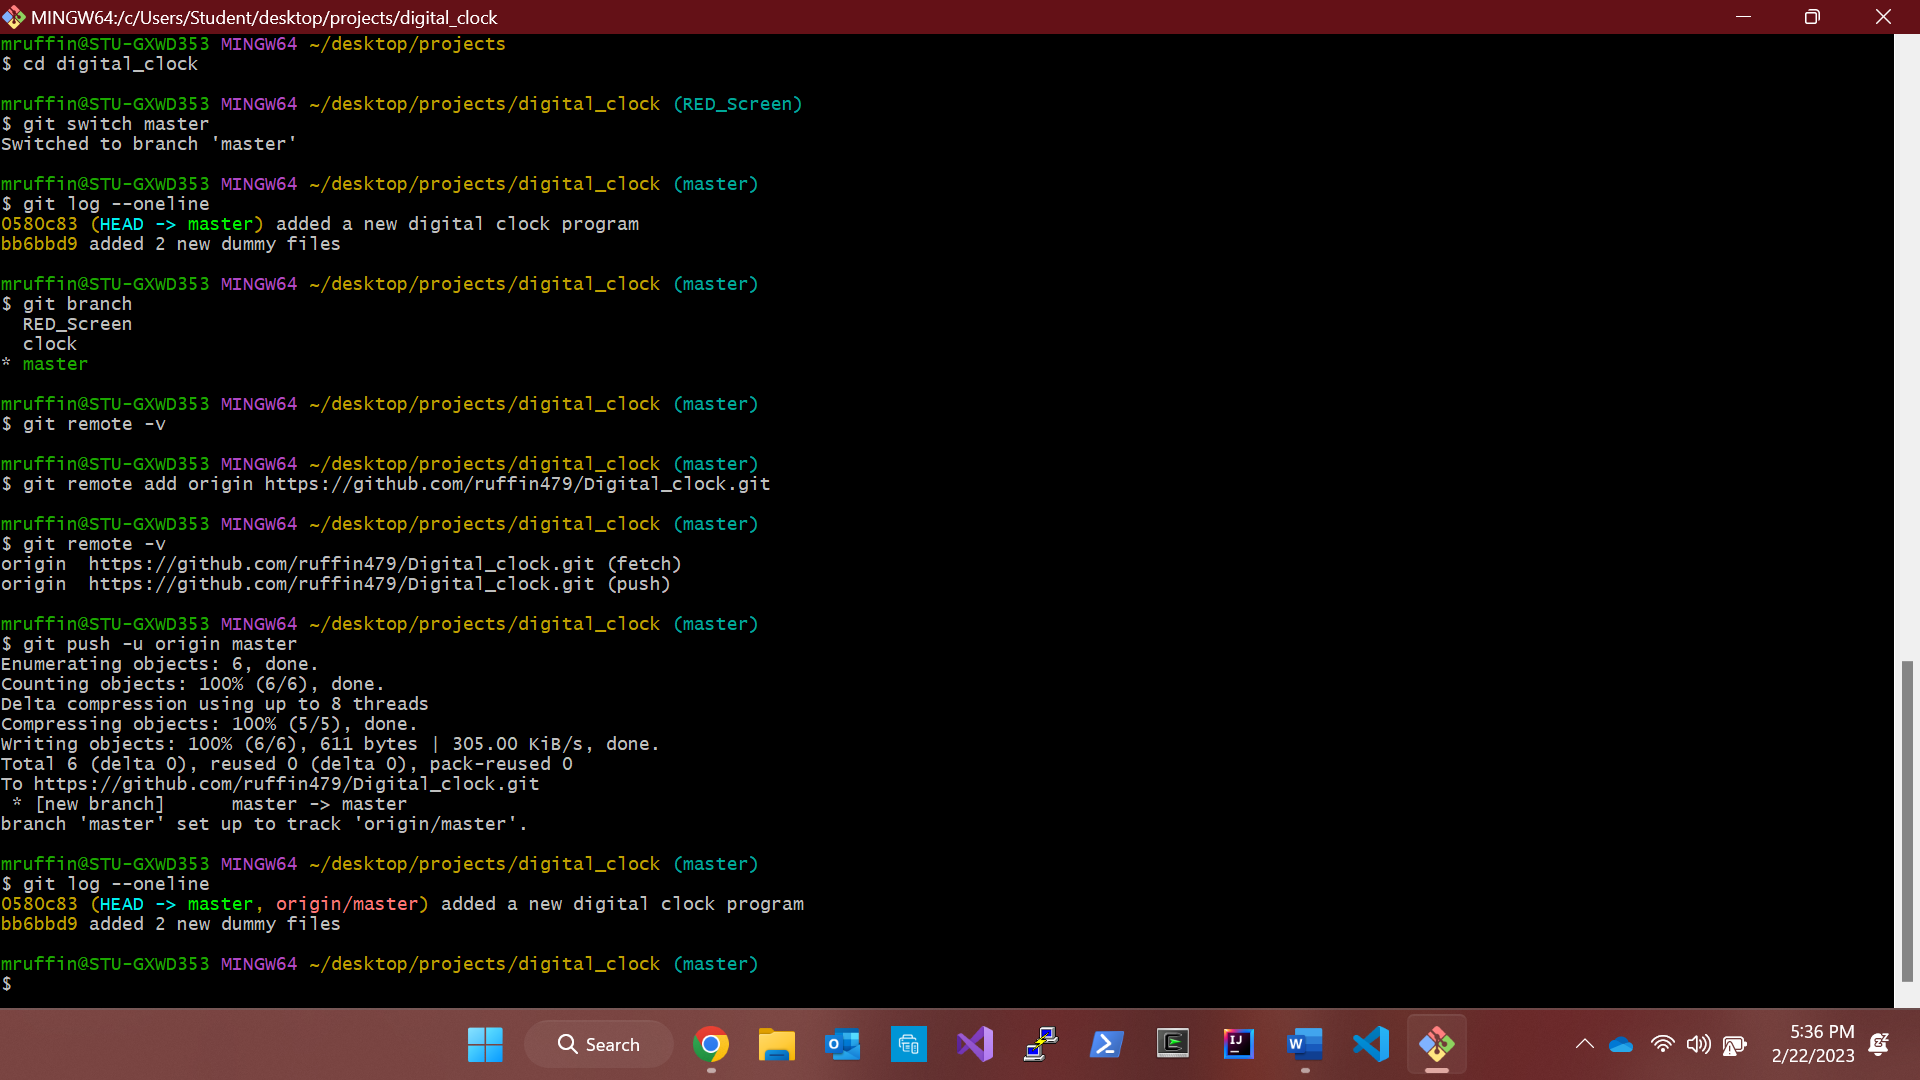 MINGW64:/c/Users/Student/desktop/projects/digital_clock
mruffin@STU-GXWD353 MINGW64 ~/desktop/projects
$ cd digital_clock
mruffin@STU-GXWD353 MINGW64 ~/desktop/projects/digital_clock (RED_Screen)
$ git switch master
Switched to branch 'master'
mruffin@STU-GXWD353 MINGW64 ~/desktop/projects/digital_clock (master)
$ git log --oneline
0580c83 (HEAD -> master) added a new digital clock program
bb6bbd9 added 2 new dummy files
mruffin@STU-GXWD353 MINGW64 ~/desktop/projects/digital_clock (master)
$ git branch
  RED_Screen
  clock
* master
mruffin@STU-GXWD353 MINGW64 ~/desktop/projects/digital_clock (master)
$ git remote -v
mruffin@STU-GXWD353 MINGW64 ~/desktop/projects/digital_clock (master)
$ git remote add origin https://github.com/ruffin479/Digital_clock.git
mruffin@STU-GXWD353 MINGW64 ~/desktop/projects/digital_clock (master)
$ git remote -v
origin  https://github.com/ruffin479/Digital_clock.git (fetch)
origin  https://github.com/ruffin479/Digital_clock.git (push)
mruffin@STU-GXWD353 MINGW64 ~/desktop/projects/digital_clock (master)
$ git push -u origin master
Enumerating objects: 6, done.
Counting objects: 100% (6/6), done.
Delta compression using up to 8 threads
Compressing objects: 100% (5/5), done.
Writing objects: 100% (6/6), 611 bytes | 305.00 KiB/s, done.
Total 6 (delta 0), reused 0 (delta 0), pack-reused 0
To https://github.com/ruffin479/Digital_clock.git
 * [new branch]      master -> master
branch 'master' set up to track 'origin/master'.
mruffin@STU-GXWD353 MINGW64 ~/desktop/projects/digital_clock (master)
$ git log --oneline
0580c83 (HEAD -> master, origin/master) added a new digital clock program
bb6bbd9 added 2 new dummy files
mruffin@STU-GXWD353 MINGW64 ~/desktop/projects/digital_clock (master)
$
Search
5:36 PM
2/22/2023